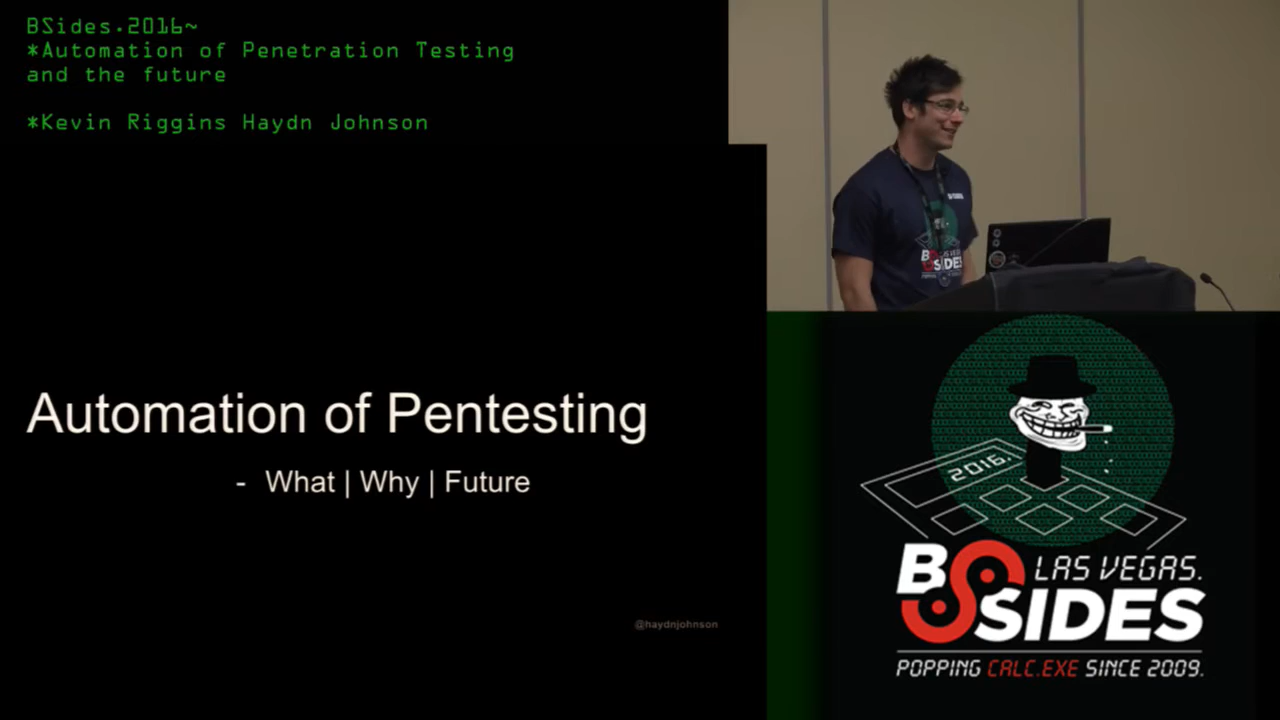 BSides.2016~
*Automation of Penetration Testing
and the future
*Kevin Riggins Haydn Johnson
Automation of Pentesting
- What | Why | Future
@haydnjohnson
BSIDES
2016.
BSIDES
LAS VEGAS.
POPPING CALC.EXE SINCE 2009.